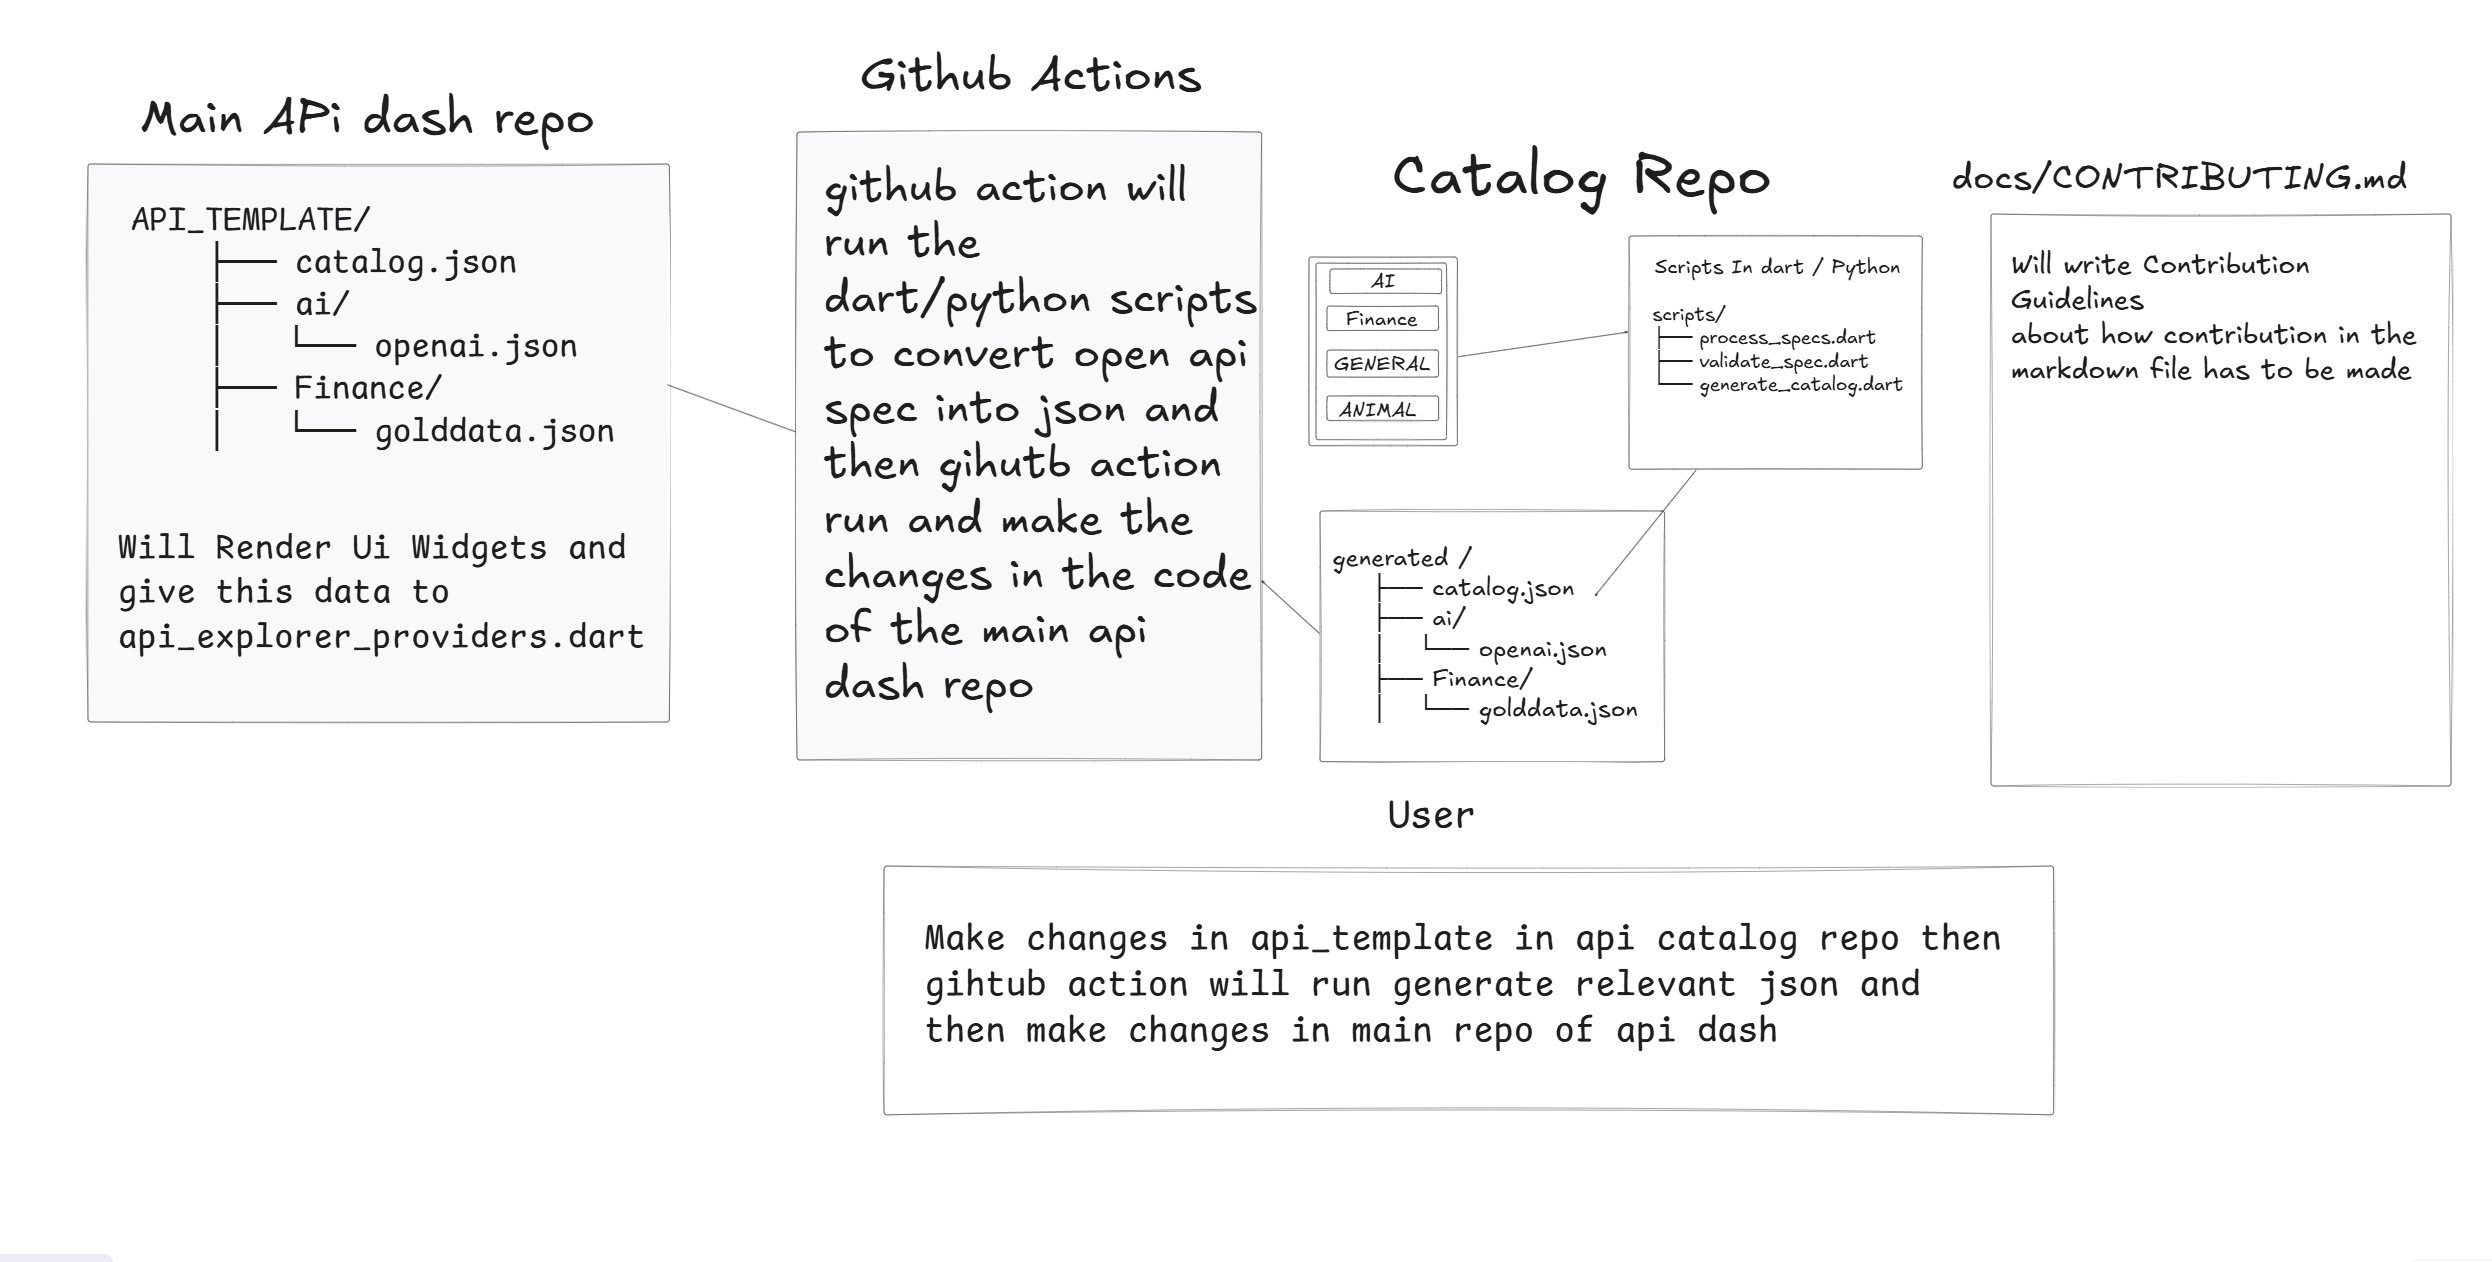 Main APi dash repo
API_TEMPLATE/
catalog.json
ai/
openai.json
Finance/
golddata.json
Will Render Ui Widgets and
give this data to
api_explorer_providers.dart
Github Actions
github action will
run the
dart/python scripts
to convert open api
spec into json and
then gihutb action
run and make the
changes in the code
of the main api
dash repo
Catalog Repo
AI
Finance
GENERAL
ANIMAL
Scripts In dart / Python
scripts/
process_specs.dart
validate_spec.dart
generate_catalog.dart
generated /
catalog.json
ai/
openai.json
Finance/
golddata.json
docs/CONTRIBUTING.md
Will write Contribution
Guidelines
about how contribution in the
markdown file has to be made
User
Make changes in api_template in api catalog repo then
gihtub action will run generate relevant json and
then make changes in main repo of api dash